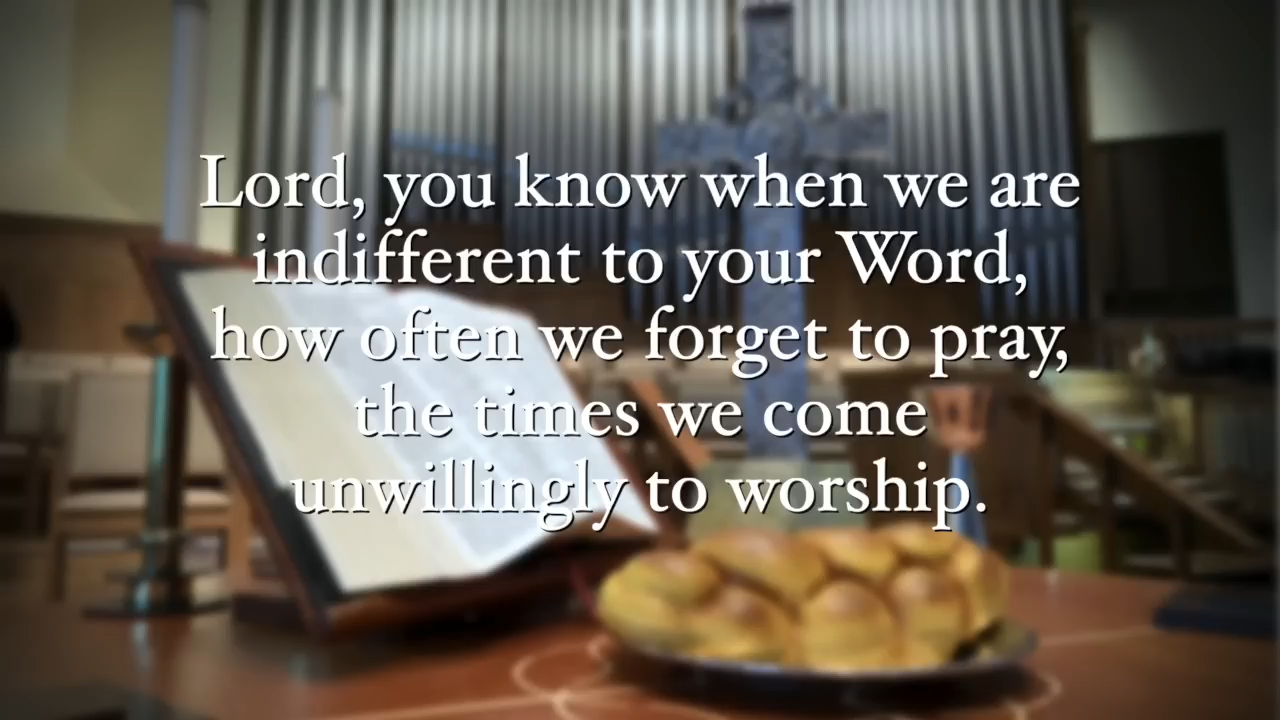 Lord, you know when we are
indifferent to your Word,
how often we forget to pray,
the times we come
unwillingly to worship.